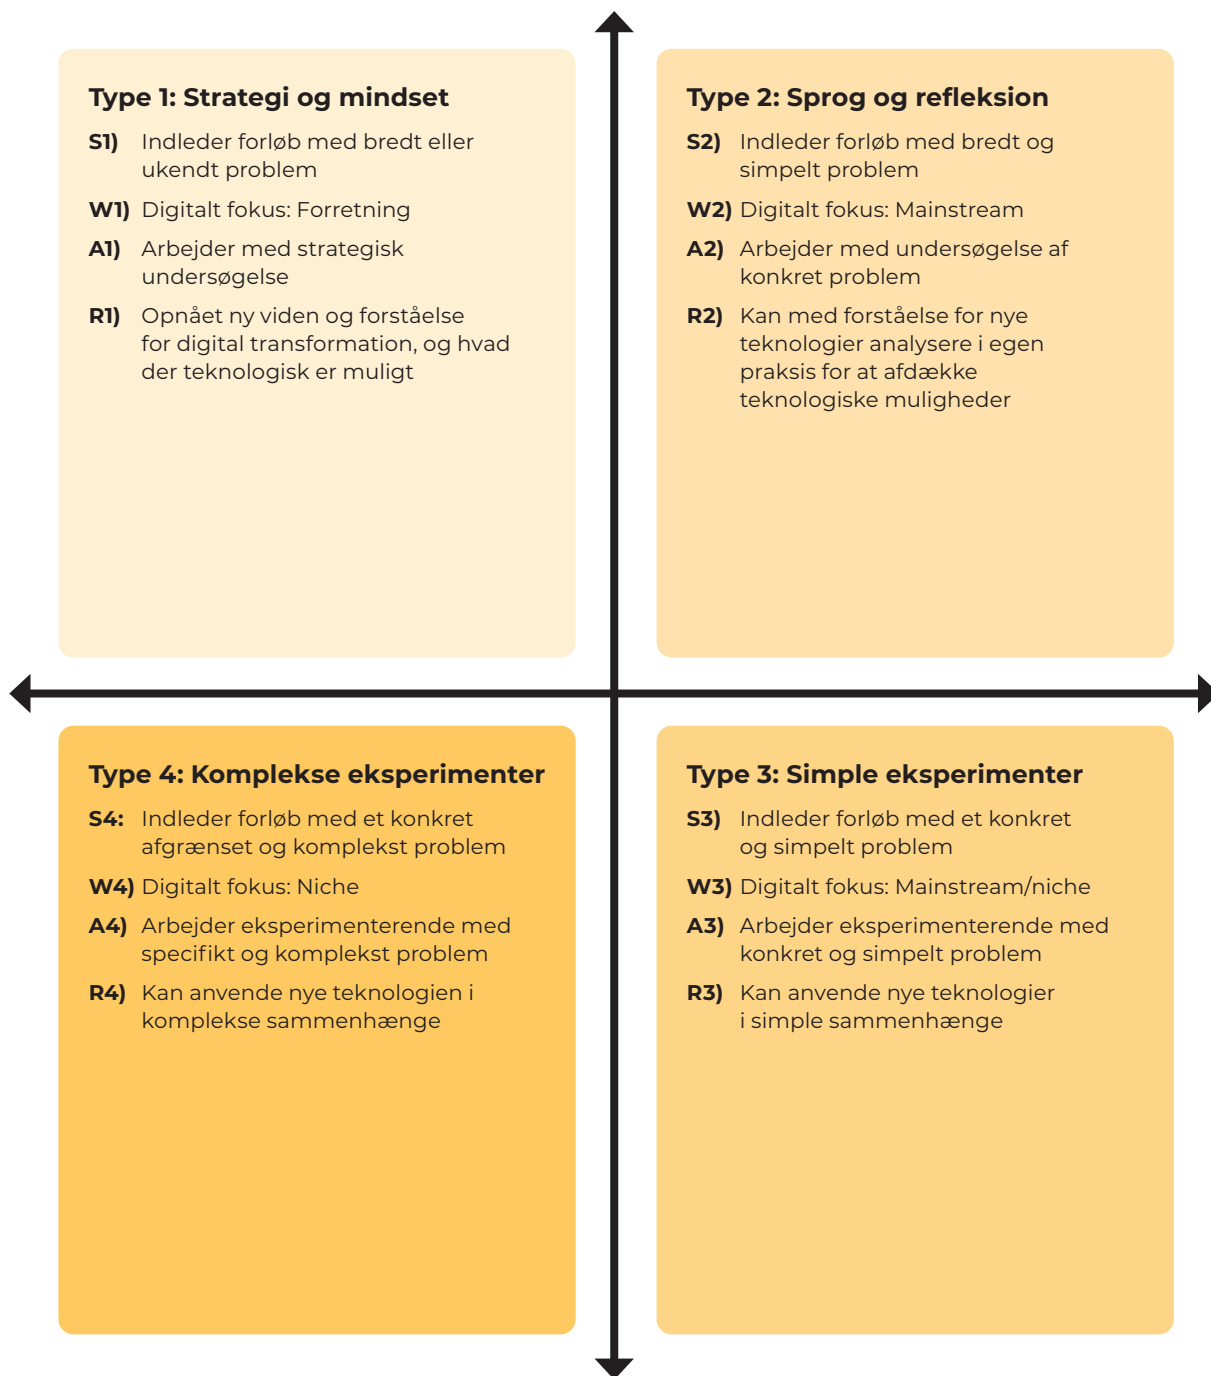 Type 1: Strategi og mindset
S1) Indleder forløb med bredt eller
ukendt problem
W1) Digitalt fokus: Forretning
A1) Arbejder med strategisk
undersøgelse
R1) Opnået ny viden og forståelse
for digital transformation, og hvad
der teknologisk er muligt
Type 2: Sprog og refleksion
S2) Indleder forløb med bredt og
simpelt problem
W2) Digitalt fokus: Mainstream
A2) Arbejder med undersøgelse af
konkret problem
R2) Kan med forståelse for nye
teknologier analysere i egen
praksis for at afdække
teknologiske muligheder
Type 4: Komplekse eksperimenter
S4: Indleder forløb med et konkret
afgrænset og komplekst problem
W4) Digitalt fokus: Niche
A4) Arbejder eksperimenterende med
specifikt og komplekst problem
R4) Kan anvende nye teknologien i
komplekse sammenhænge
Type 3: Simple eksperimenter
S3) Indleder forløb med et konkret
og simpelt problem
W3) Digitalt fokus: Mainstream/niche
A3) Arbejder eksperimenterende med
konkret og simpelt problem
R3) Kan anvende nye teknologier
i simple sammenhænge